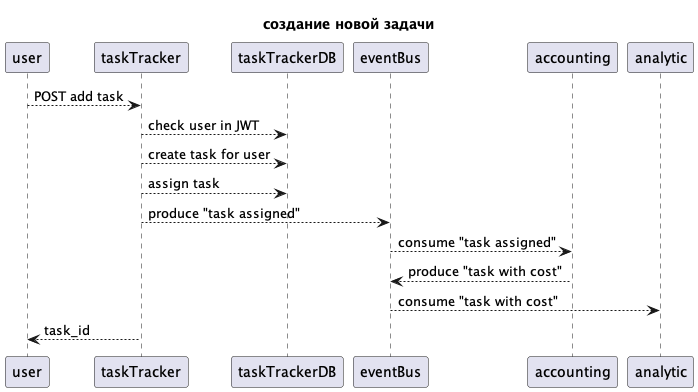 создание новой задачи
user taskTracker taskTrackerDB eventBus accounting analytic
POST add task
check user in JWT
create task for user
assign task
produce "task assigned"
consume "task assigned"
produce "task with cost"
consume "task with cost"
task_id
user taskTracker taskTrackerDB eventBus accounting analytic